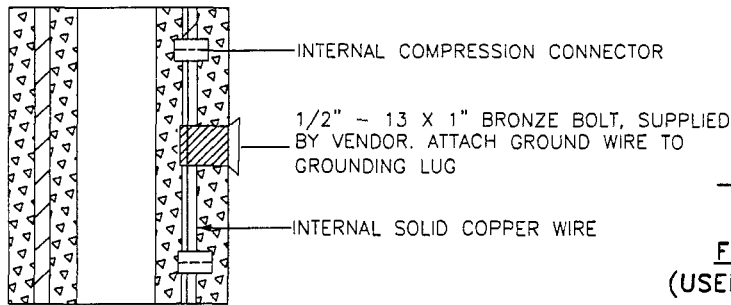 INTERNAL COMPRESSION CONNECTOR
1/2" - 13 X 1" BRONZE BOLT, SUPPLIED
BY VENDOR. ATTACH GROUND WIRE TO
GROUNDING LUG
INTERNAL SOLID COPPER WIRE
F
(USE